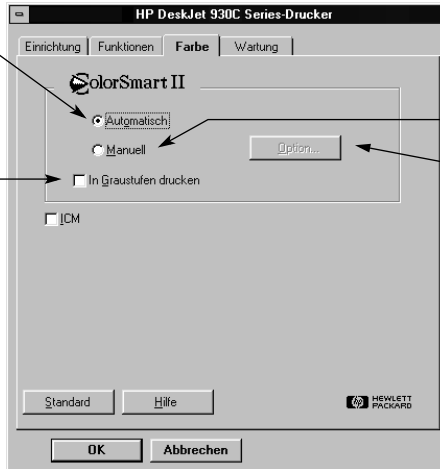 HP DeskJet 930C Series-Drucker
Einrichtung Funktionen Farbe Wartung
ColorSmart II
Automatisch
Manuell
Option...
In Graustufen drucken
ICM
Standard Hilfe
hp HEWLETT
PACKARD
OK Abbrechen